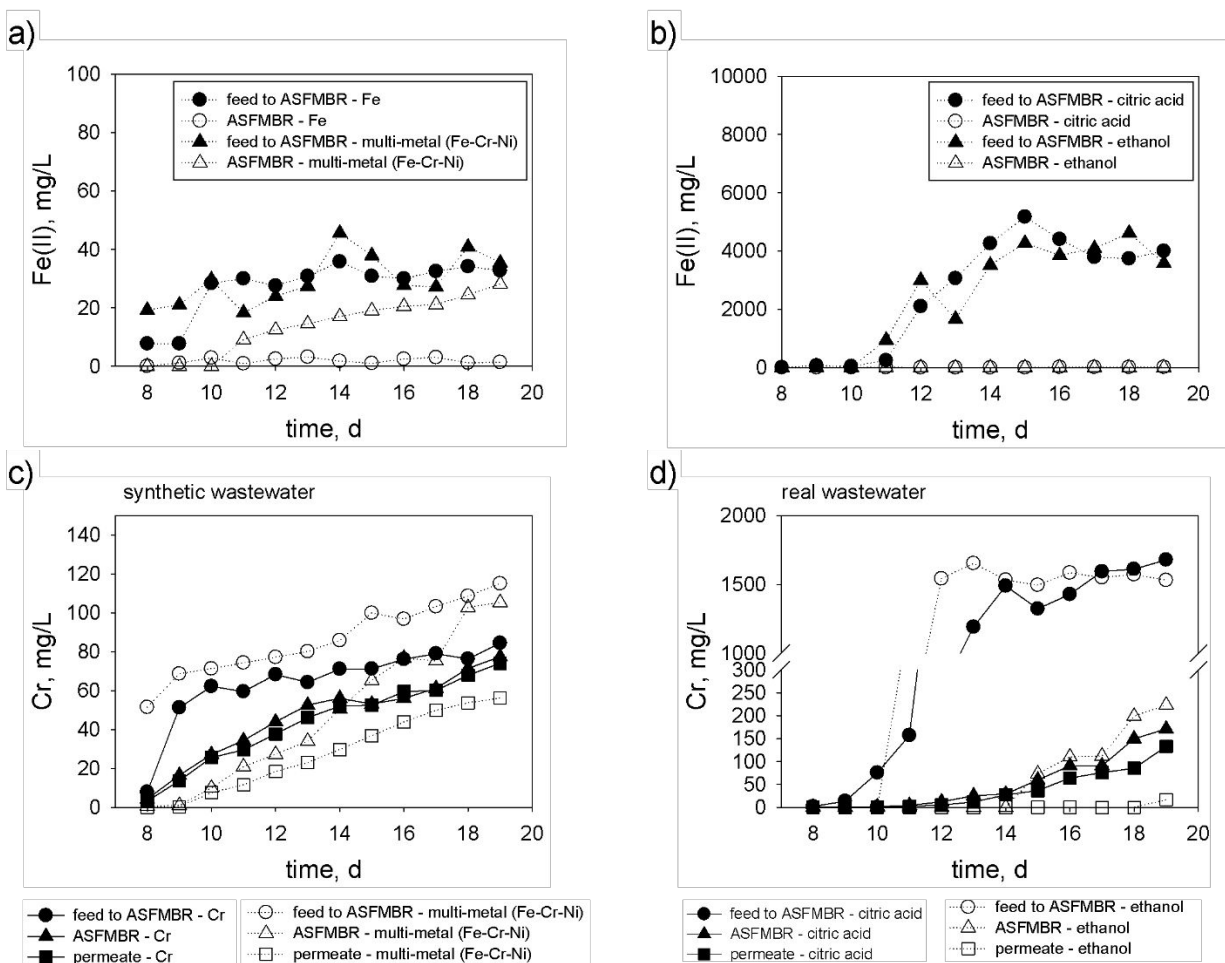 a)
100
80
60
40
20
0
Fe(II), mg/L
feed to ASFMBR - Fe
ASFMBR - Fe
feed to ASFMBR - multi-metal (Fe-Cr-Ni)
ASFMBR - multi-metal (Fe-Cr-Ni)
8 10 12 14 16 18 20
time, d
b)
10000
8000
6000
4000
2000
0
Fe(II), mg/L
feed to ASFMBR - citric acid
ASFMBR - citric acid
feed to ASFMBR - ethanol
ASFMBR - ethanol
8 10 12 14 16 18 20
time, d
c)
synthetic wastewater
140
120
100
80
60
40
20
0
Cr, mg/L
8 10 12 14 16 18 20
time, d
feed to ASFMBR - Cr
ASFMBR - Cr
permeate - Cr
feed to ASFMBR - multi-metal (Fe-Cr-Ni)
ASFMBR - multi-metal (Fe-Cr-Ni)
permeate - multi-metal (Fe-Cr-Ni)
d)
real wastewater
2000
1500
1000
300
250
200
150
100
50
0
Cr, mg/L
8 10 12 14 16 18 20
time, d
feed to ASFMBR - citric acid
ASFMBR - citric acid
permeate - citric acid
feed to ASFMBR - ethanol
ASFMBR - ethanol
permeate - ethanol